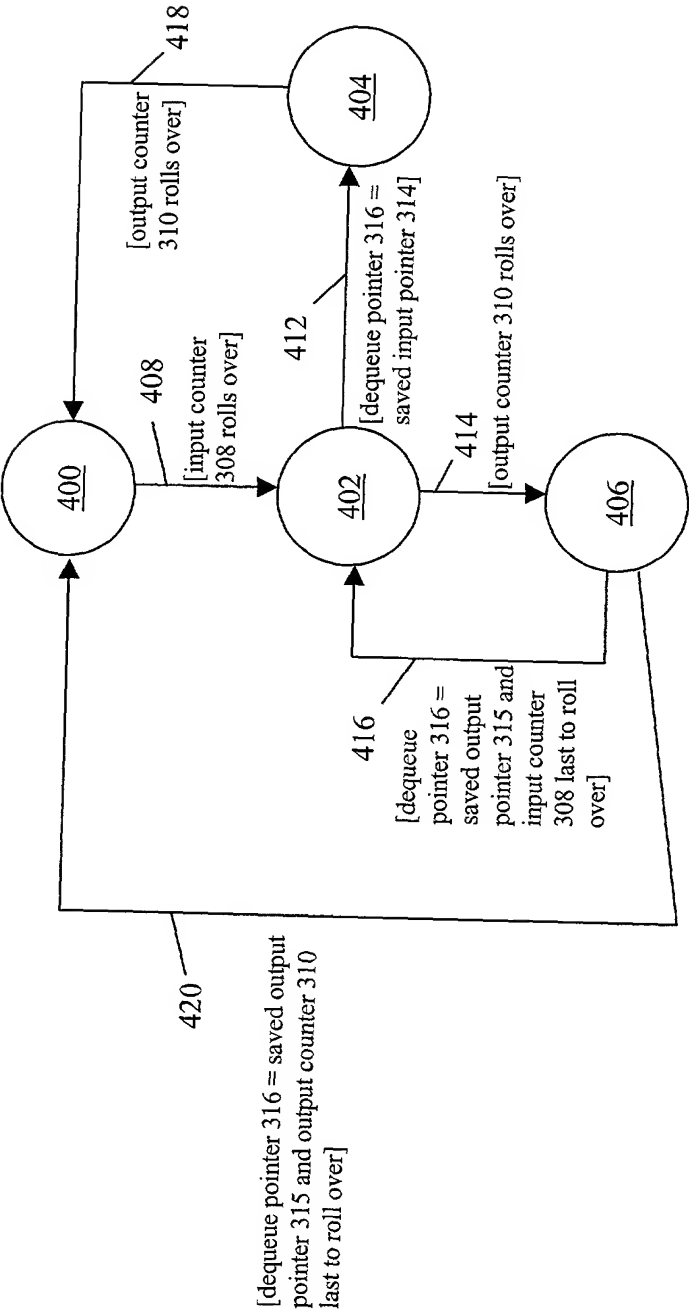 418
[output counter
310 rolls over]
404
400
408
[input counter
308 rolls over]
412
[dequeue pointer 316 =
saved input pointer 314]
402
414
[output counter 310 rolls over]
406
416
[dequeue
pointer 316 =
saved output
pointer 315 and
input counter
308 last to roll
over]
420
[dequeue pointer 316 = saved output
pointer 315 and output counter 310
last to roll over]